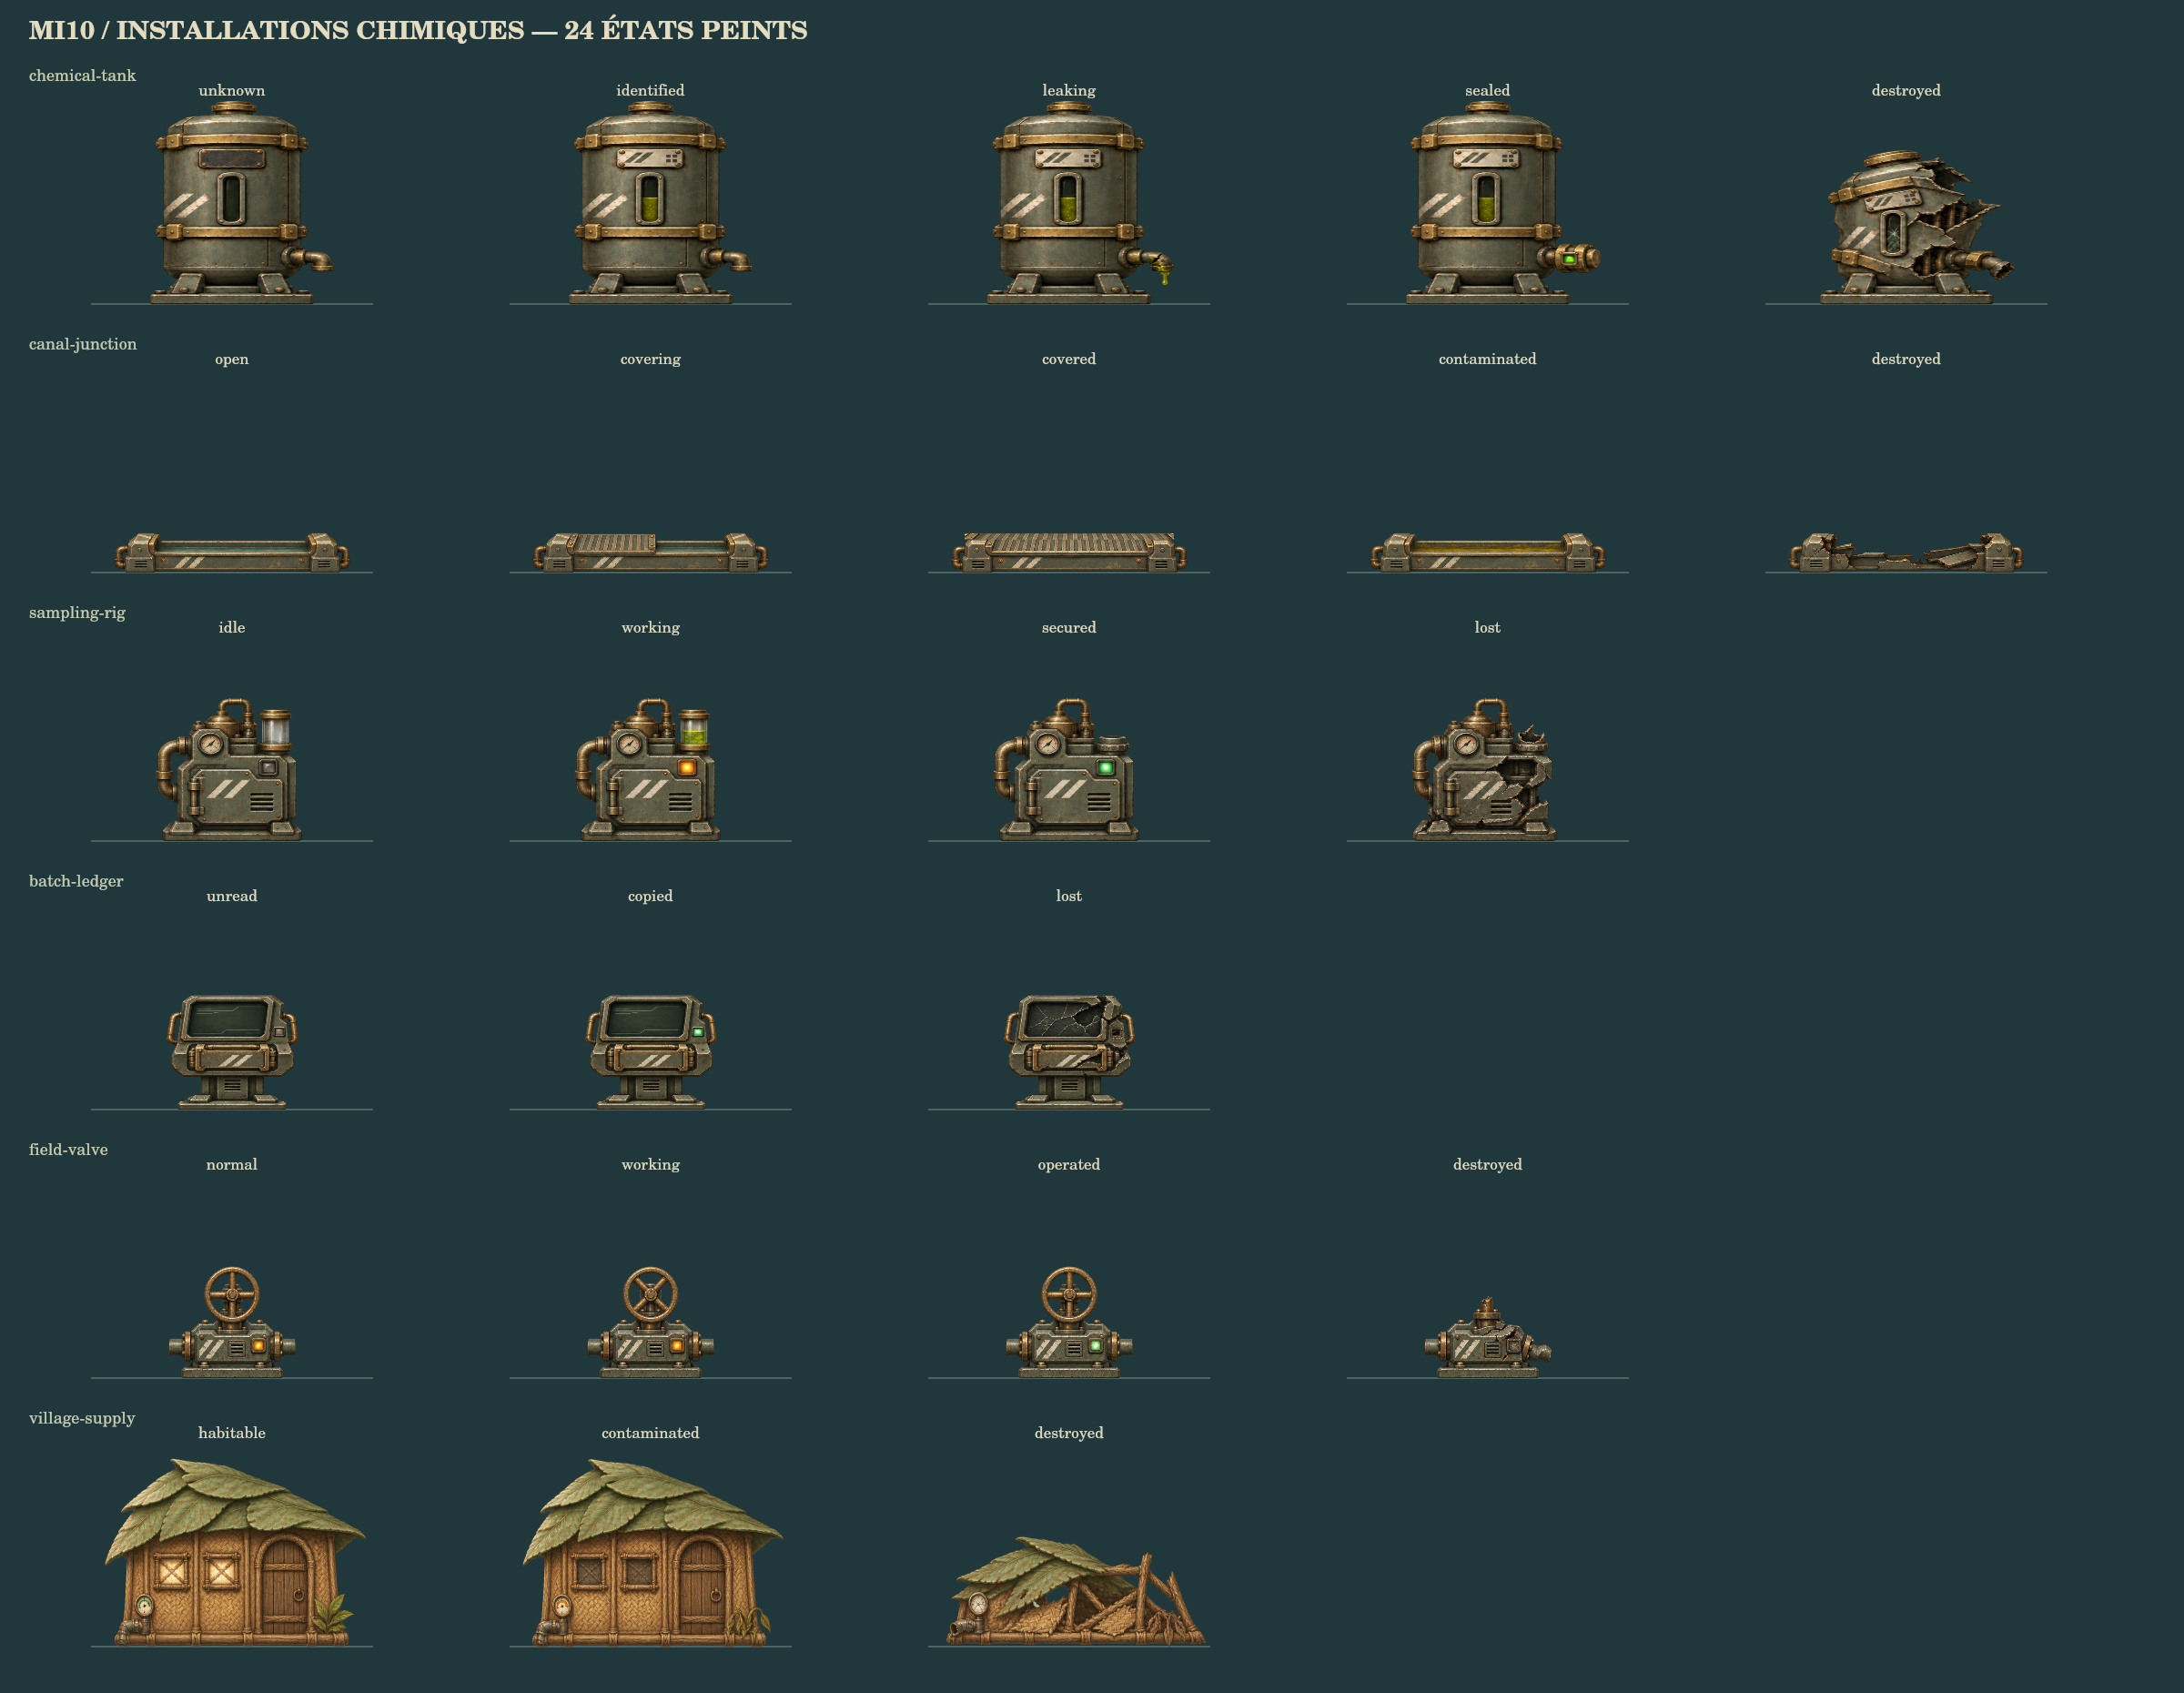 MI10 / INSTALLATIONS CHIMIQUES — 24 ÉTATS PEINTS
chemical-tank
unknown identified leaking sealed destroyed
canal-junction
open covering covered contaminated destroyed
sampling-rig
idle working secured lost
batch-ledger
unread copied lost
field-valve
normal working operated destroyed
village-supply
habitable contaminated destroyed